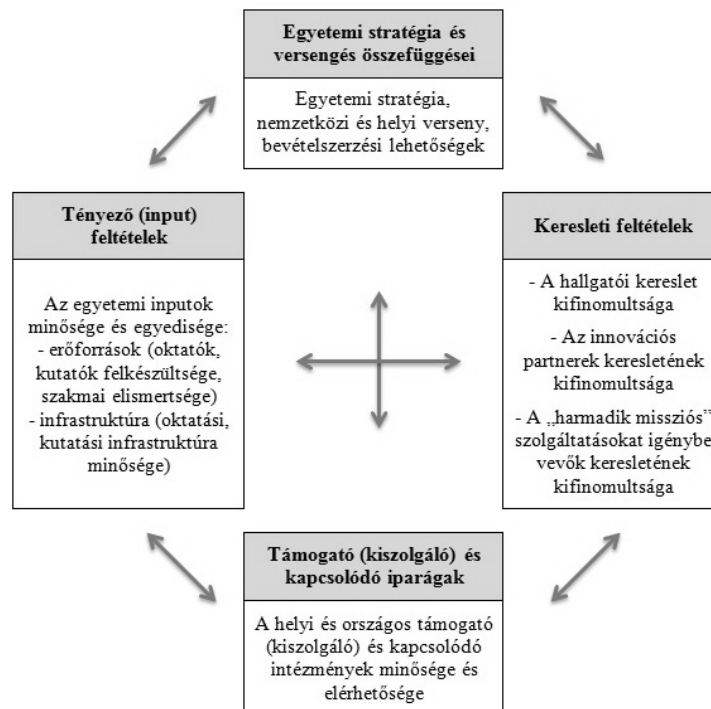 Egyetemi stratégia és
versengés összefüggései
Egyetemi stratégia,
nemzetközi és helyi verseny,
bevételszerzési lehetőségek
Tényező (input)
feltételek
Az egyetemi inputok
minősége és egyedisége:
- erőforrások (oktatók,
kutatók felkészültsége,
szakmai elismertsége)
- infrastruktúra (oktatási,
kutatási infrastruktúra
minősége)
Keresleti feltételek
- A hallgatói kereslet
kifinomultsága
- Az innovációs
partnerek keresletének
kifinomultsága
- A „harmadik missziós”
szolgáltatásokat igénybe
vevők keresletének
kifinomultsága
Támogató (kiszolgáló) és
kapcsolódó iparágak
A helyi és országos támogató
(kiszolgáló) és kapcsolódó
intézmények minősége és
elérhetősége